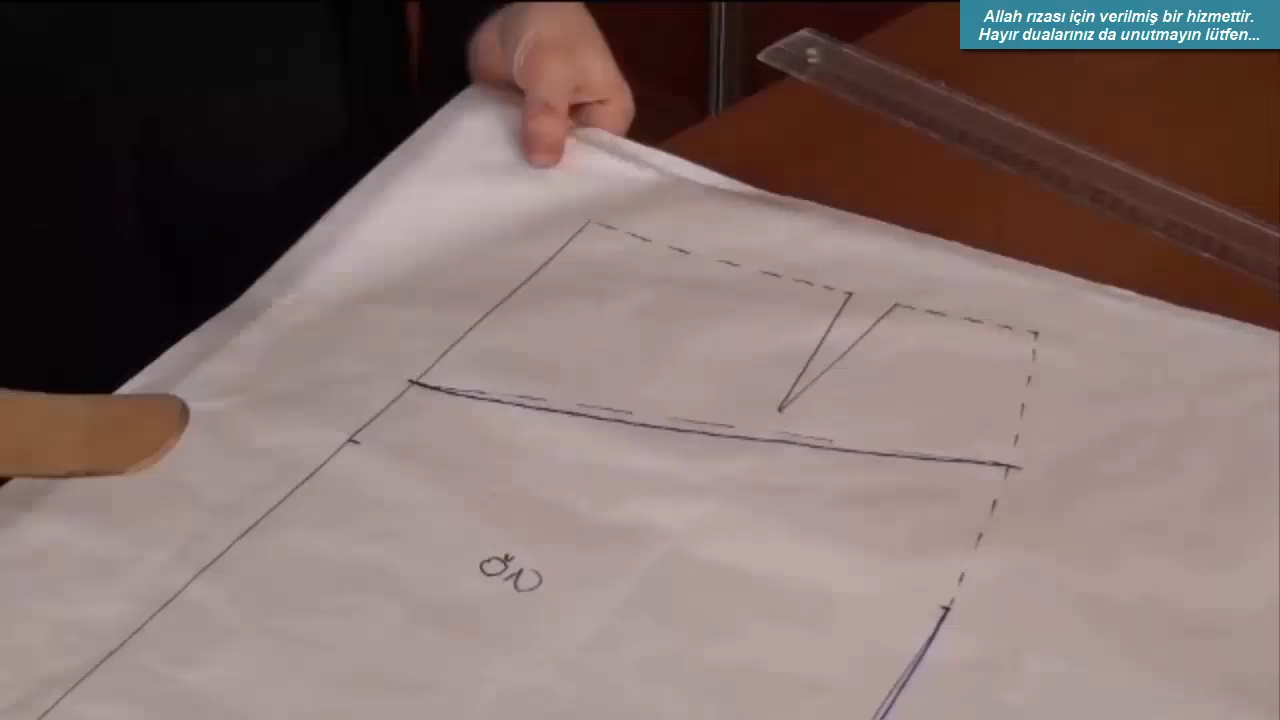 Allah rızası için verilmiş bir hizmettir.
Hayır dualarınız da unutmayın lütfen...
ÖN